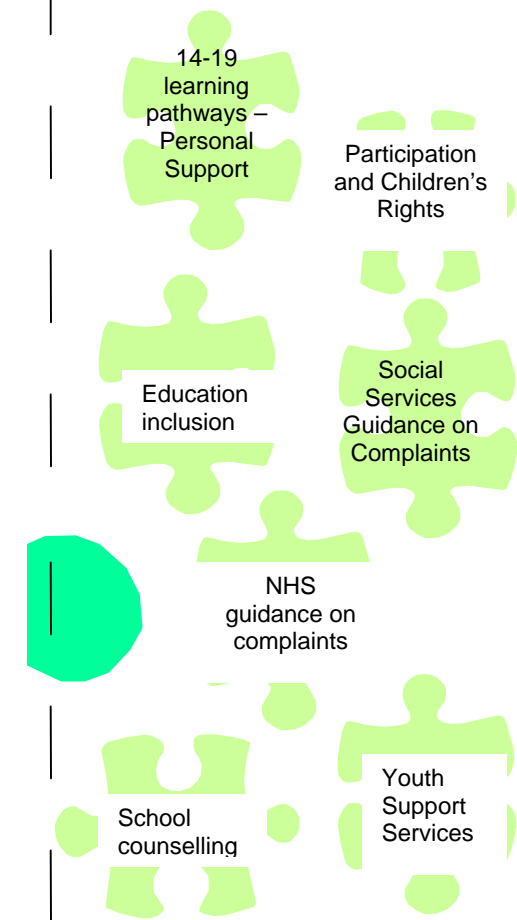 14-19
learning
pathways –
Personal
Support
Participation
and Children's
Rights
Education
inclusion
Social
Services
Guidance on
Complaints
NHS
guidance on
complaints
School
counselling
Youth
Support
Services